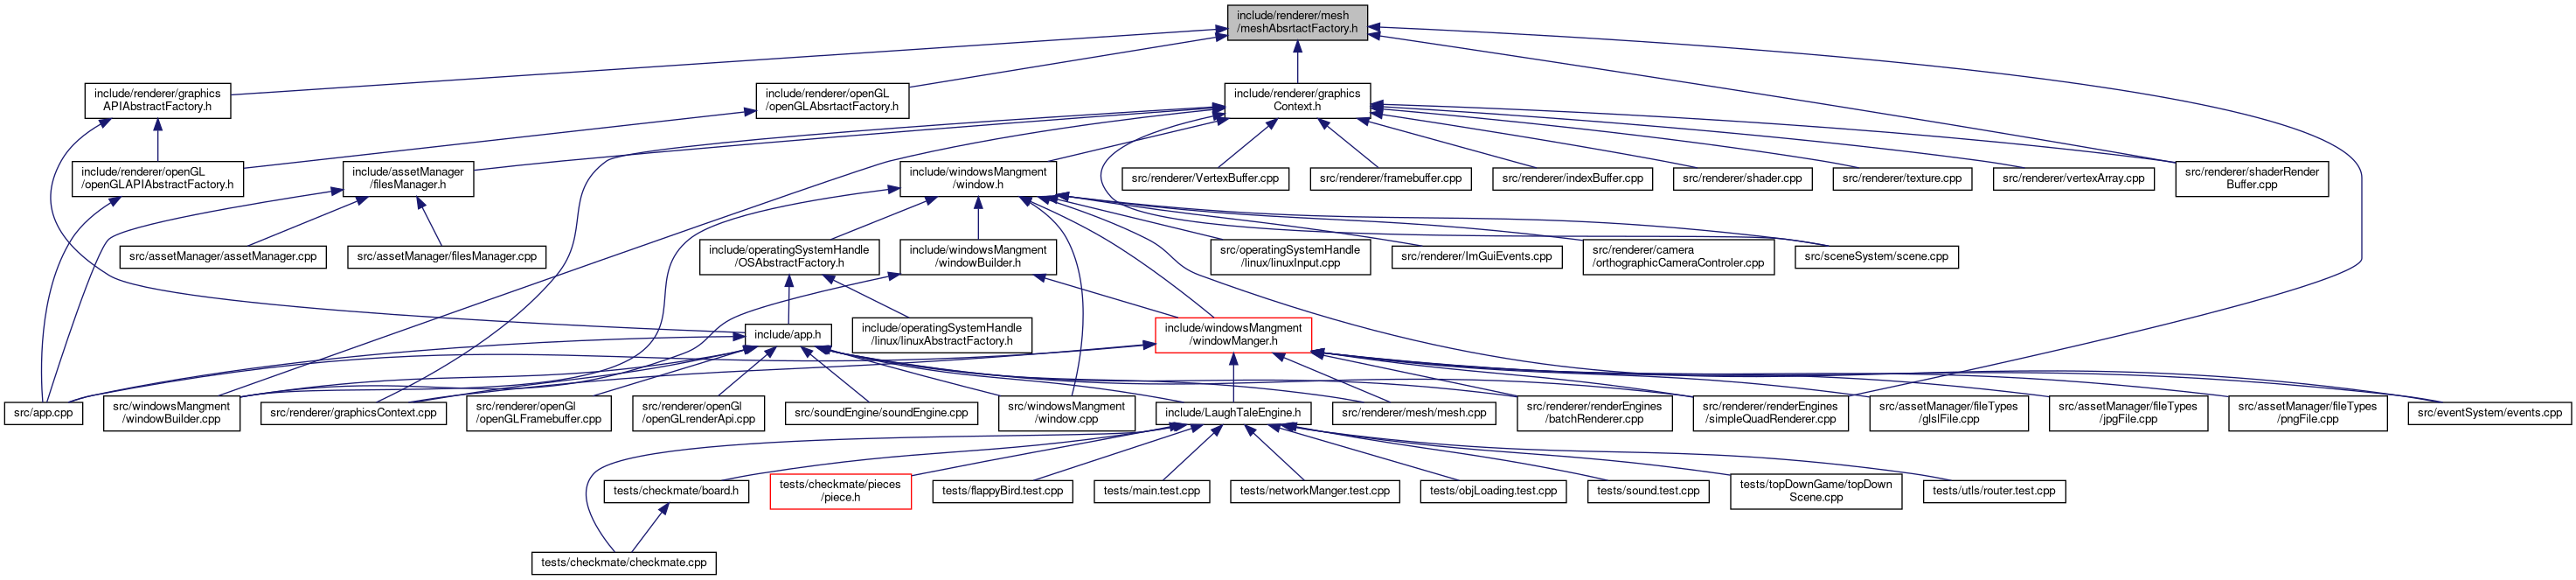 include/renderer/mesh
/meshAbsrtactFactory.h
include/renderer/graphics
APIAbstractFactory.h
include/renderer/openGL
/openGLAbsrtactFactory.h
include/renderer/graphics
Context.h
include/renderer/openGL
/openGLAPIAbstractFactory.h
include/assetManager
/filesManager.h
include/windowsMangment
/window.h
src/renderer/VertexBuffer.cpp
src/renderer/framebuffer.cpp
src/renderer/indexBuffer.cpp
src/renderer/shader.cpp
src/renderer/texture.cpp
src/renderer/vertexArray.cpp
src/renderer/shaderRender
Buffer.cpp
src/assetManager/assetManager.cpp
src/assetManager/filesManager.cpp
include/operatingSystemHandle
/OSAbstractFactory.h
include/windowsMangment
/windowBuilder.h
src/operatingSystemHandle
/linux/linuxInput.cpp
src/renderer/ImGuiEvents.cpp
src/renderer/camera
/orthographicCameraControler.cpp
src/sceneSystem/scene.cpp
include/app.h
include/operatingSystemHandle
/linux/linuxAbstractFactory.h
include/windowsMangment
/windowManger.h
src/app.cpp
src/windowsMangment
/windowBuilder.cpp
src/renderer/graphicsContext.cpp
src/renderer/openGl
/openGLFramebuffer.cpp
src/renderer/openGl
/openGLrenderApi.cpp
src/soundEngine/soundEngine.cpp
src/windowsMangment
/window.cpp
include/LaughTaleEngine.h
src/renderer/mesh/mesh.cpp
src/renderer/renderEngines
/batchRenderer.cpp
src/renderer/renderEngines
/simpleQuadRenderer.cpp
src/assetManager/fileTypes
/glslFile.cpp
src/assetManager/fileTypes
/jpgFile.cpp
src/assetManager/fileTypes
/pngFile.cpp
src/eventSystem/events.cpp
tests/checkmate/board.h
tests/checkmate/pieces
/piece.h
tests/flappyBird.test.cpp
tests/main.test.cpp
tests/networkManger.test.cpp
tests/objLoading.test.cpp
tests/sound.test.cpp
tests/topDownGame/topDown
Scene.cpp
tests/utls/router.test.cpp
tests/checkmate/checkmate.cpp